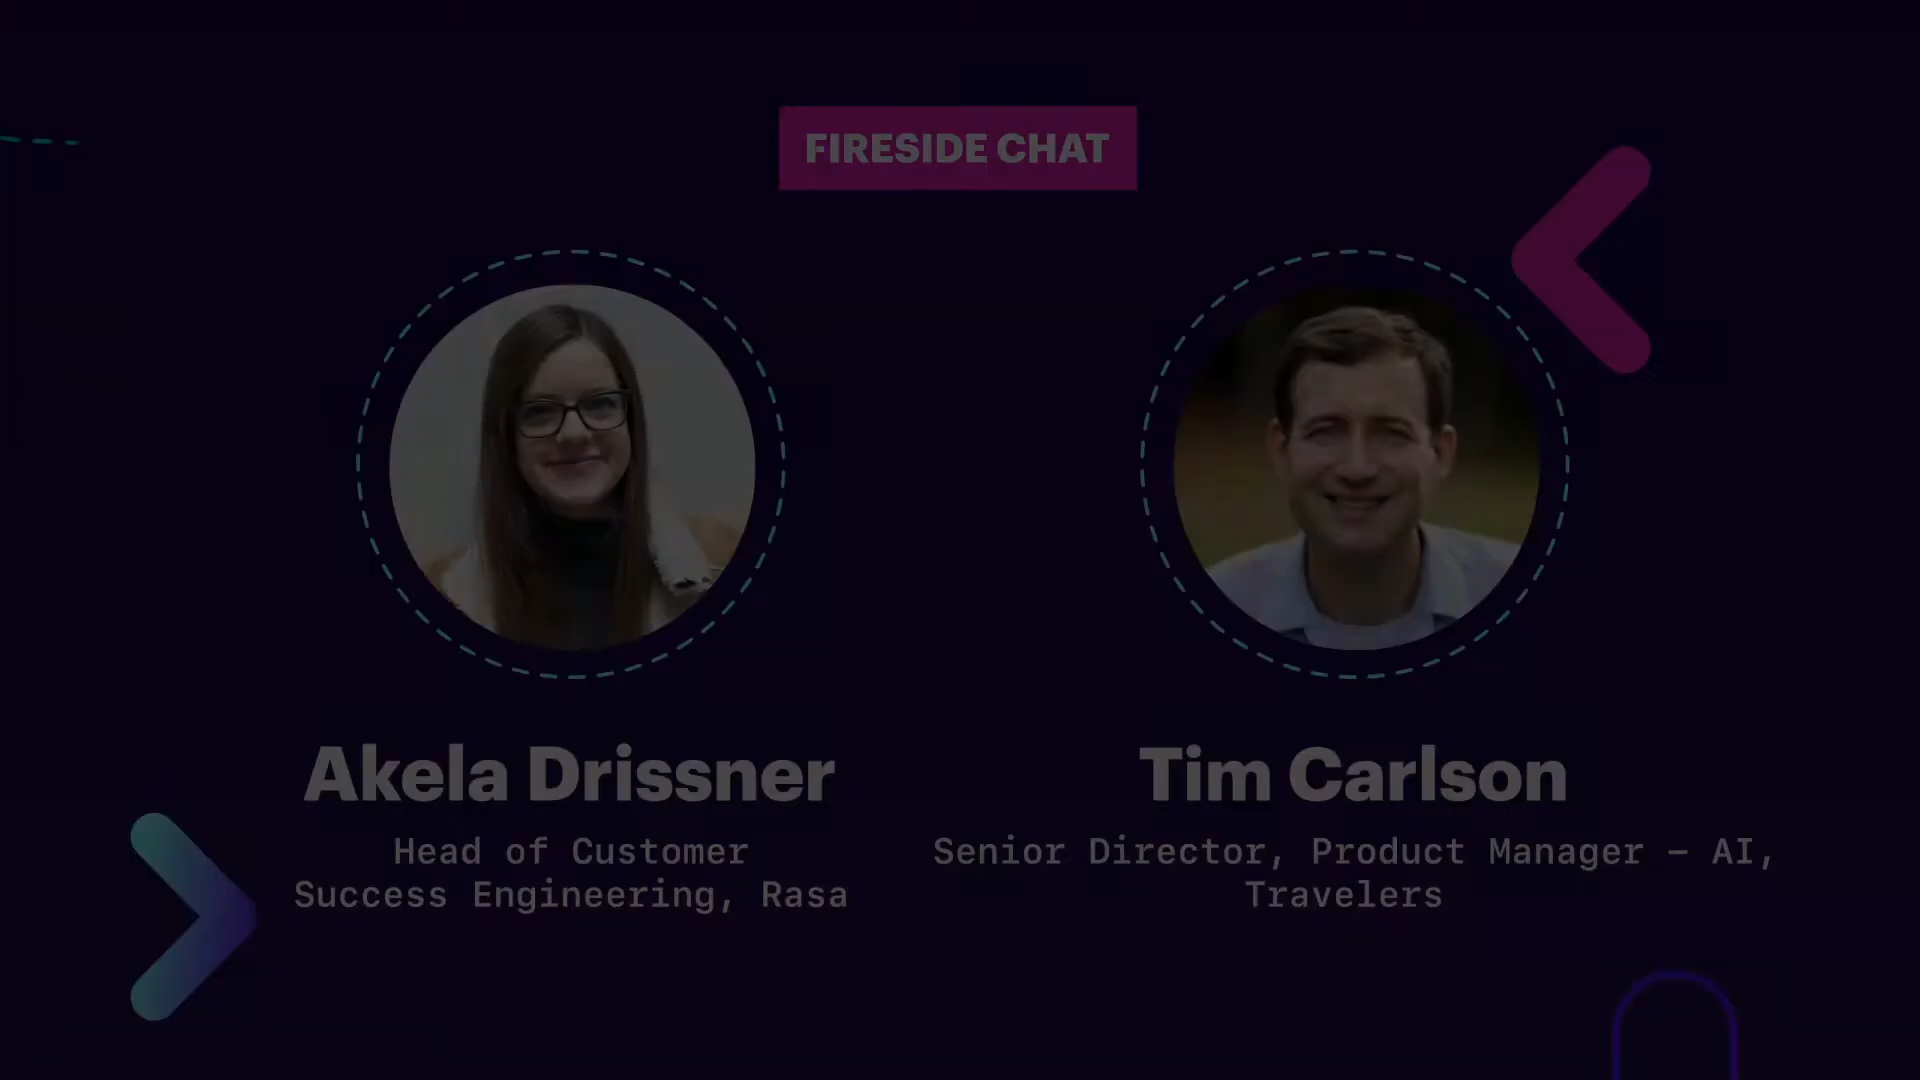 FIRESIDE CHAT
Akela Drissner
Head of Customer
Success Engineering, Rasa
Tim Carlson
Senior Director, Product Manager – AI,
Travelers